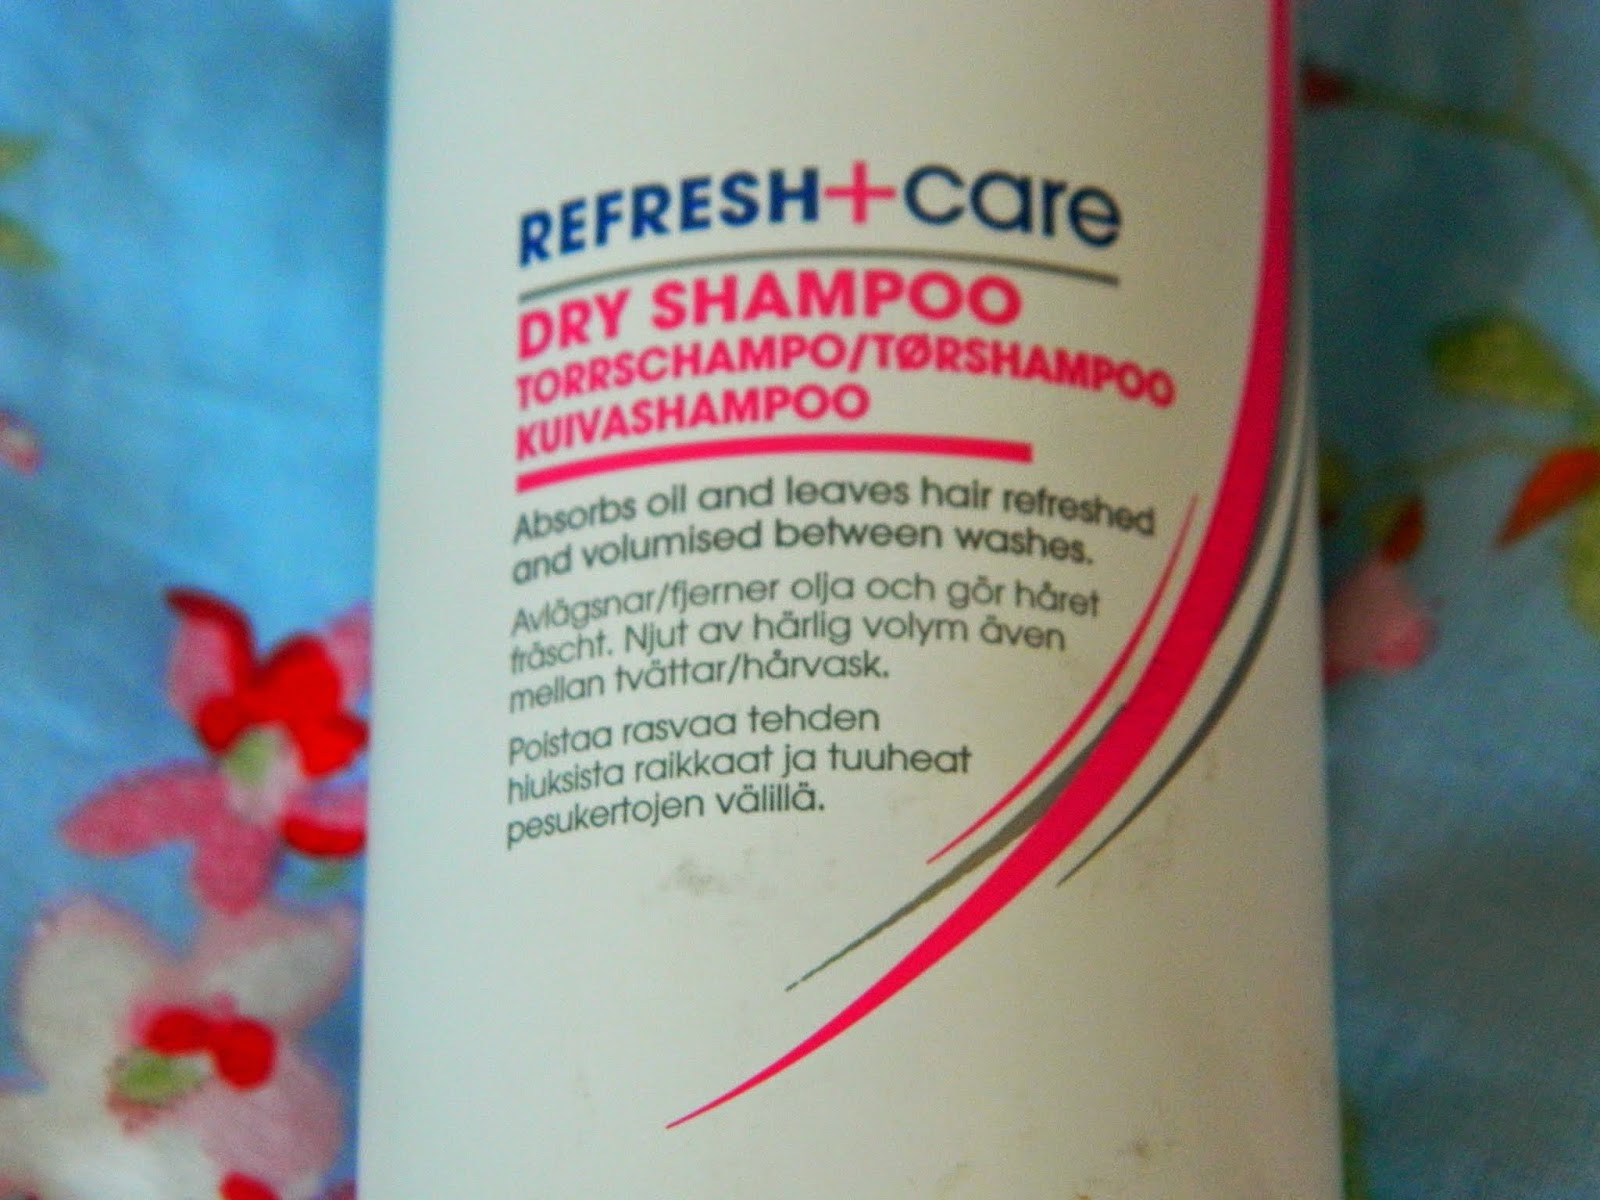 REFRESH+care
DRY SHAMPOO
TORRSCHAMPO/TØRSHAMPOO
KUIVASHAMPOO
Absorbs oil and leaves hair refreshed
and volumised between washes.
Avlägsnar/fjerner olja och gör håret
fräscht. Njut av härlig volym även
mellan tvättar/hårvask.
Poistaa rasvaa tehden
hiuksista raikkaat ja tuuheat
pesukertojen välillä.